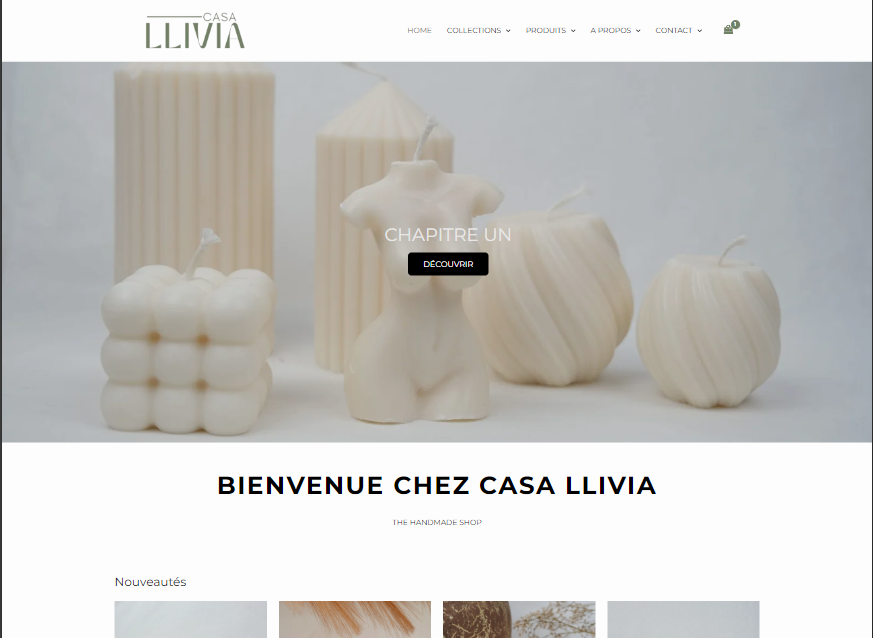 CASA
LLIVIA
HOME COLLECTIONS PRODUITS A PROPOS CONTACT 1
CHAPITRE UN
DÉCOUVRIR
BIENVENUE CHEZ CASA LLIVIA
THE HANDMADE SHOP
Nouveautés